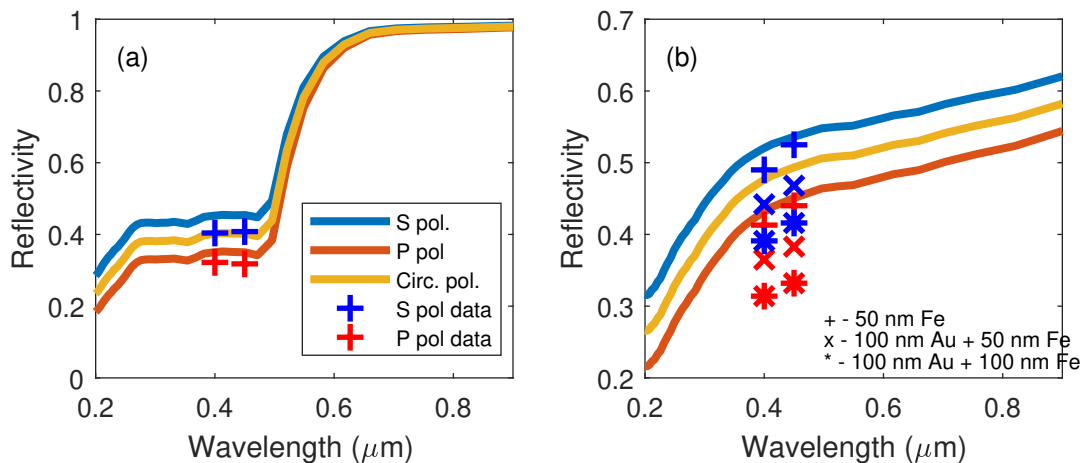 (a)
1
0.8
0.6
0.4
0.2
0
0.2
0.4
0.6
0.8
Reflectivity
Wavelength (μm)
S pol.
P pol
Circ. pol.
S pol data
P pol data
(b)
0.7
0.6
0.5
0.4
0.3
0.2
0.2
0.4
0.6
0.8
Reflectivity
Wavelength (μm)
+ - 50 nm Fe
x - 100 nm Au + 50 nm Fe
* - 100 nm Au + 100 nm Fe